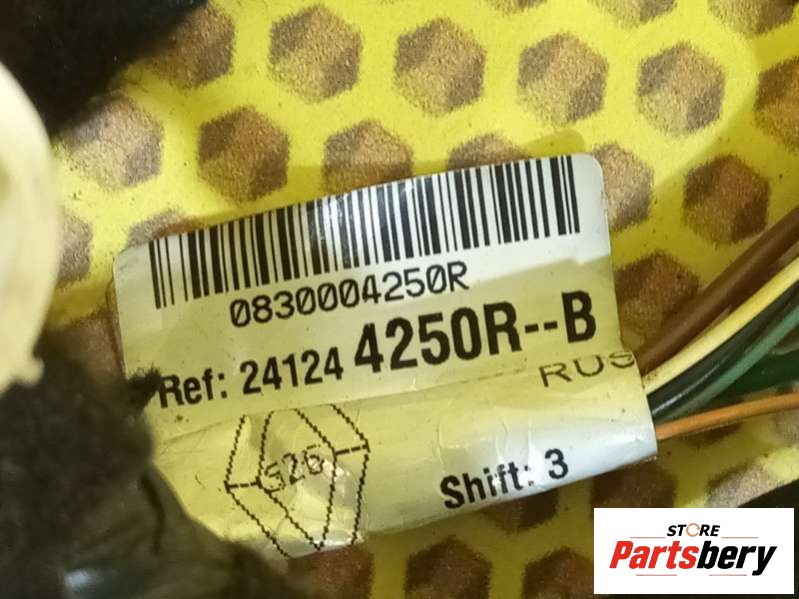 0830004250R
Ref: 24124 4250R--B
RUS
S26
Shift: 3
STORE
Partsbery